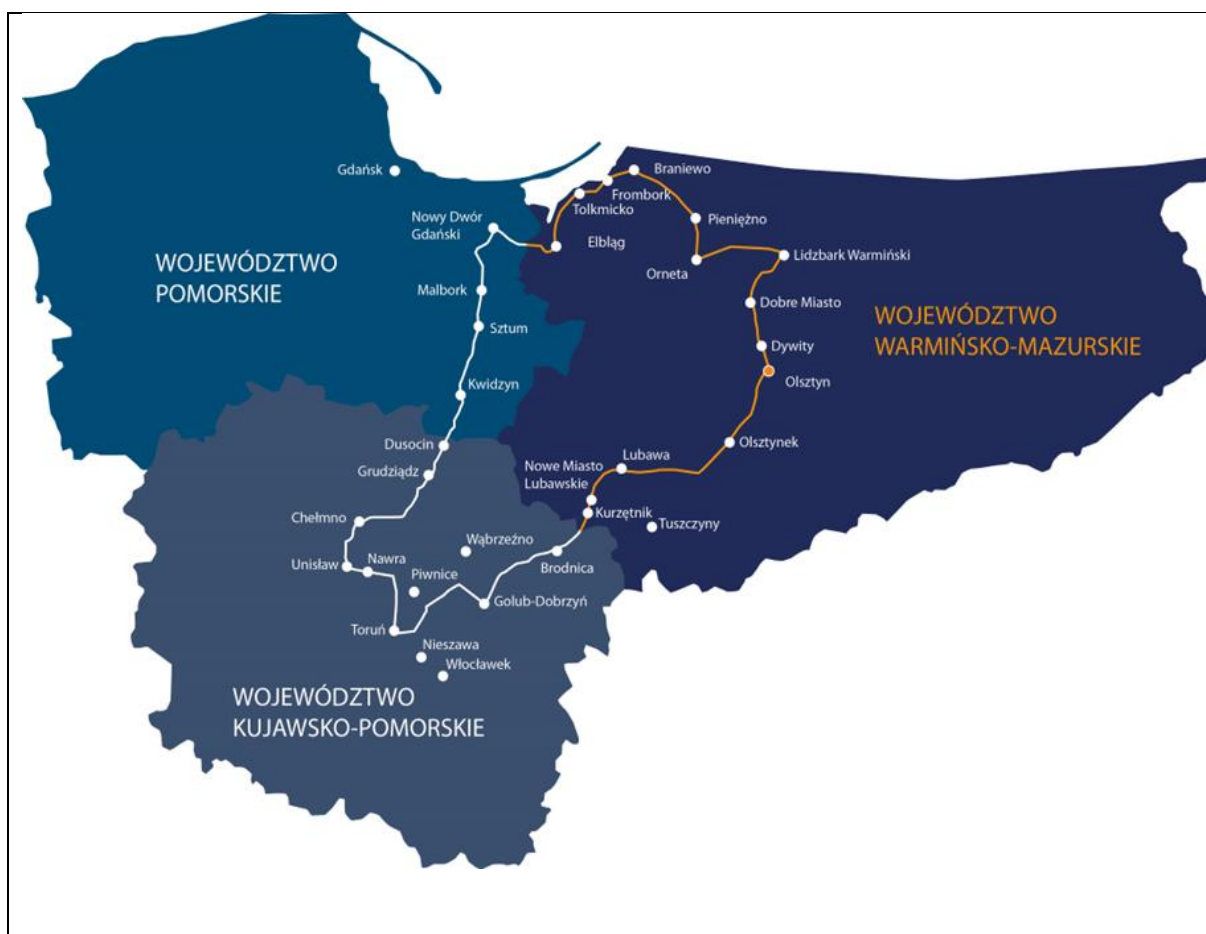 Braniewo
Gdańsk
Frombork
Tolkmicko
Nowy Dwór
Gdański
Pieniężno
Elbląg
Lidzbark Warmiński
Orneta
WOJEWÓDZTWO
POMORSKIE
Malbork
Dobre Miasto
WOJEWÓDZTWO
WARMIŃSKO-MAZURSKIE
Sztum
Dywity
Olsztyn
Kwidzyn
Dusocin
Olsztynek
Lubawa
Grudziądz
Nowe Miasto
Lubawskie
Kurzętnik
Chełmno
Tuszczyny
Wąbrzeźno
Unisław
Nawra
Brodnica
Piwnice
Golub-Dobrzyń
Toruń
Nieszawa
Włocławek
WOJEWÓDZTWO
KUJAWSKO-POMORSKIE